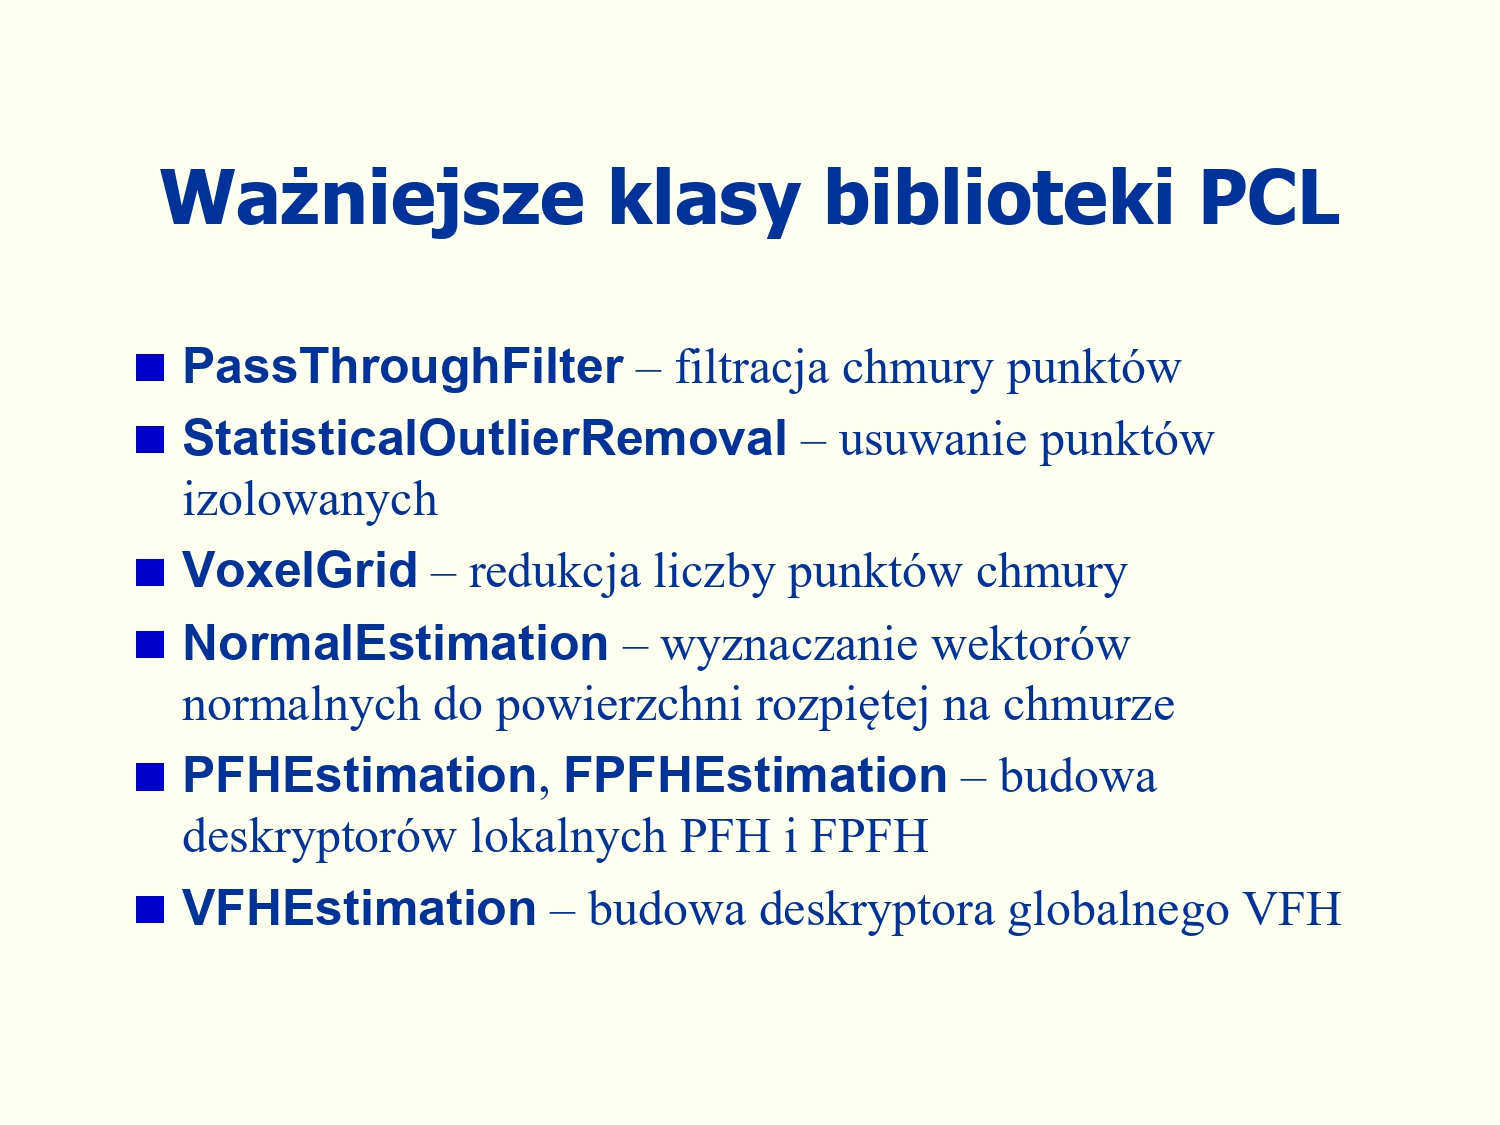 Ważniejsze klasy biblioteki PCL
PassThroughFilter – filtracja chmury punktów
StatisticalOutlierRemoval – usuwanie punktów
izolowanych
VoxelGrid – redukcja liczby punktów chmury
NormalEstimation – wyznaczanie wektorów
normalnych do powierzchni rozpiętej na chmurze
PFHEstimation, FPFHEstimation – budowa
deskryptorów lokalnych PFH i FPFH
VFHEstimation – budowa deskryptora globalnego VFH